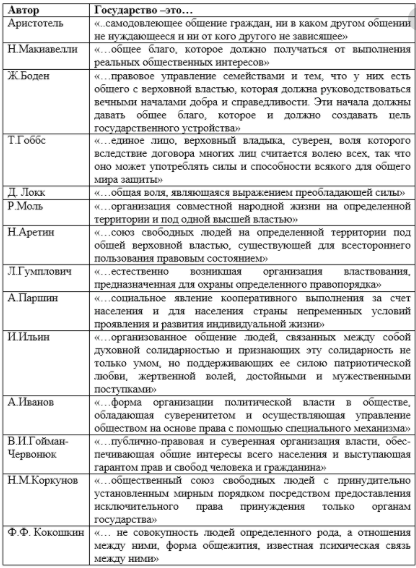 Автор Государство –это…
Аристотель «..самодовлеющее общение граждан, ни в каком другом общении
не нуждающееся и ни от кого другого не зависящее»
Н.Макиавелли «…общее благо, которое должно получаться от выполнения
реальных общественных интересов»
Ж.Боден «…правовое управление семействами и тем, что у них есть
общего с верховной властью, которая должна руководствоваться
вечными началами добра и справедливости. Эти начала должны
давать общее благо, которое и должно создавать цель
государственного устройства»
Т.Гоббс «…единое лицо, верховный владыка, суверен, воля которого
вследствие договора многих лиц считается волею всех, так что
оно может употреблять силы и способности всякого для общего
мира защиты»
Д. Локк «…общая воля, являющаяся выражением преобладающей силы»
Р.Моль «…организация совместной народной жизни на определенной
территории и под одной высшей властью»
Н.Аретин «…союз свободных людей на определенной территории под
общей верховной властью, существующей для всестороннего
пользования правовым состоянием»
Л.Гумплович «…естественно возникшая организация властвования,
предназначенная для охраны определенного правопорядка»
А.Паршин «…социальное явление кооперативного выполнения за счет
населения и для населения страны непременных условий
проявления и развития индивидуальной жизни»
И.Ильин «…организованное общение людей, связанных между собой
духовной солидарностью и признающих эту солидарность не
только умом, но поддерживающих ее силою патриотической
любви, жертвенной волей, достойными и мужественными
поступками»
А.Иванов «…форма организации политической власти в обществе,
обладающая суверенитетом и осуществляющая управление
обществом на основе права с помощью специального механизма»
В.И.Гойман-
Червонюк «…публично-правовая и суверенная организация власти, обес-
печивающая общие интересы всего населения и выступающая
гарантом прав и свобод человека и гражданина»
Н.М.Коркунов «…общественный союз свободных людей с принудительно
установленным мирным порядком посредством предоставления
исключительного права принуждения только органам
государства»
Ф.Ф. Кокошкин «… не совокупность людей определенного рода, а отношения
между ними, форма общежития, известная психическая связь
между ними»